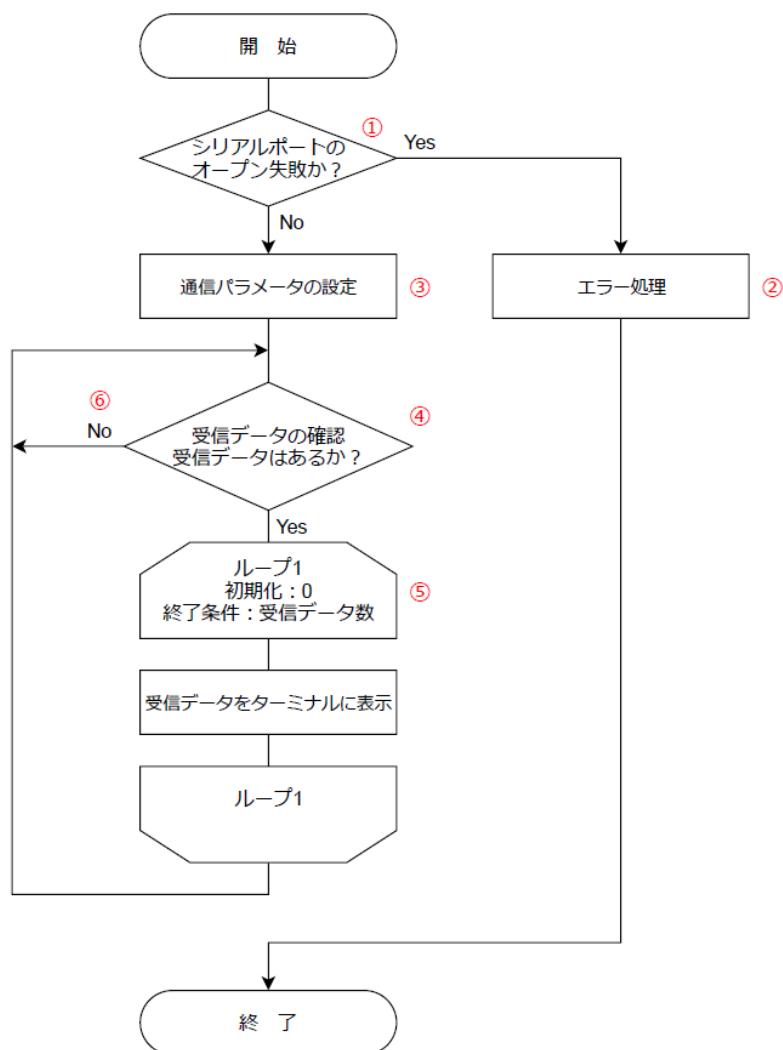 開　始
①
シリアルポートの
オープン失敗か？
Yes
No
通信パラメータの設定
③
エラー処理
②
⑥
No
受信データの確認
受信データはあるか？
④
Yes
ループ1
初期化：0
終了条件：受信データ数
⑤
受信データをターミナルに表示
ループ1
終　了